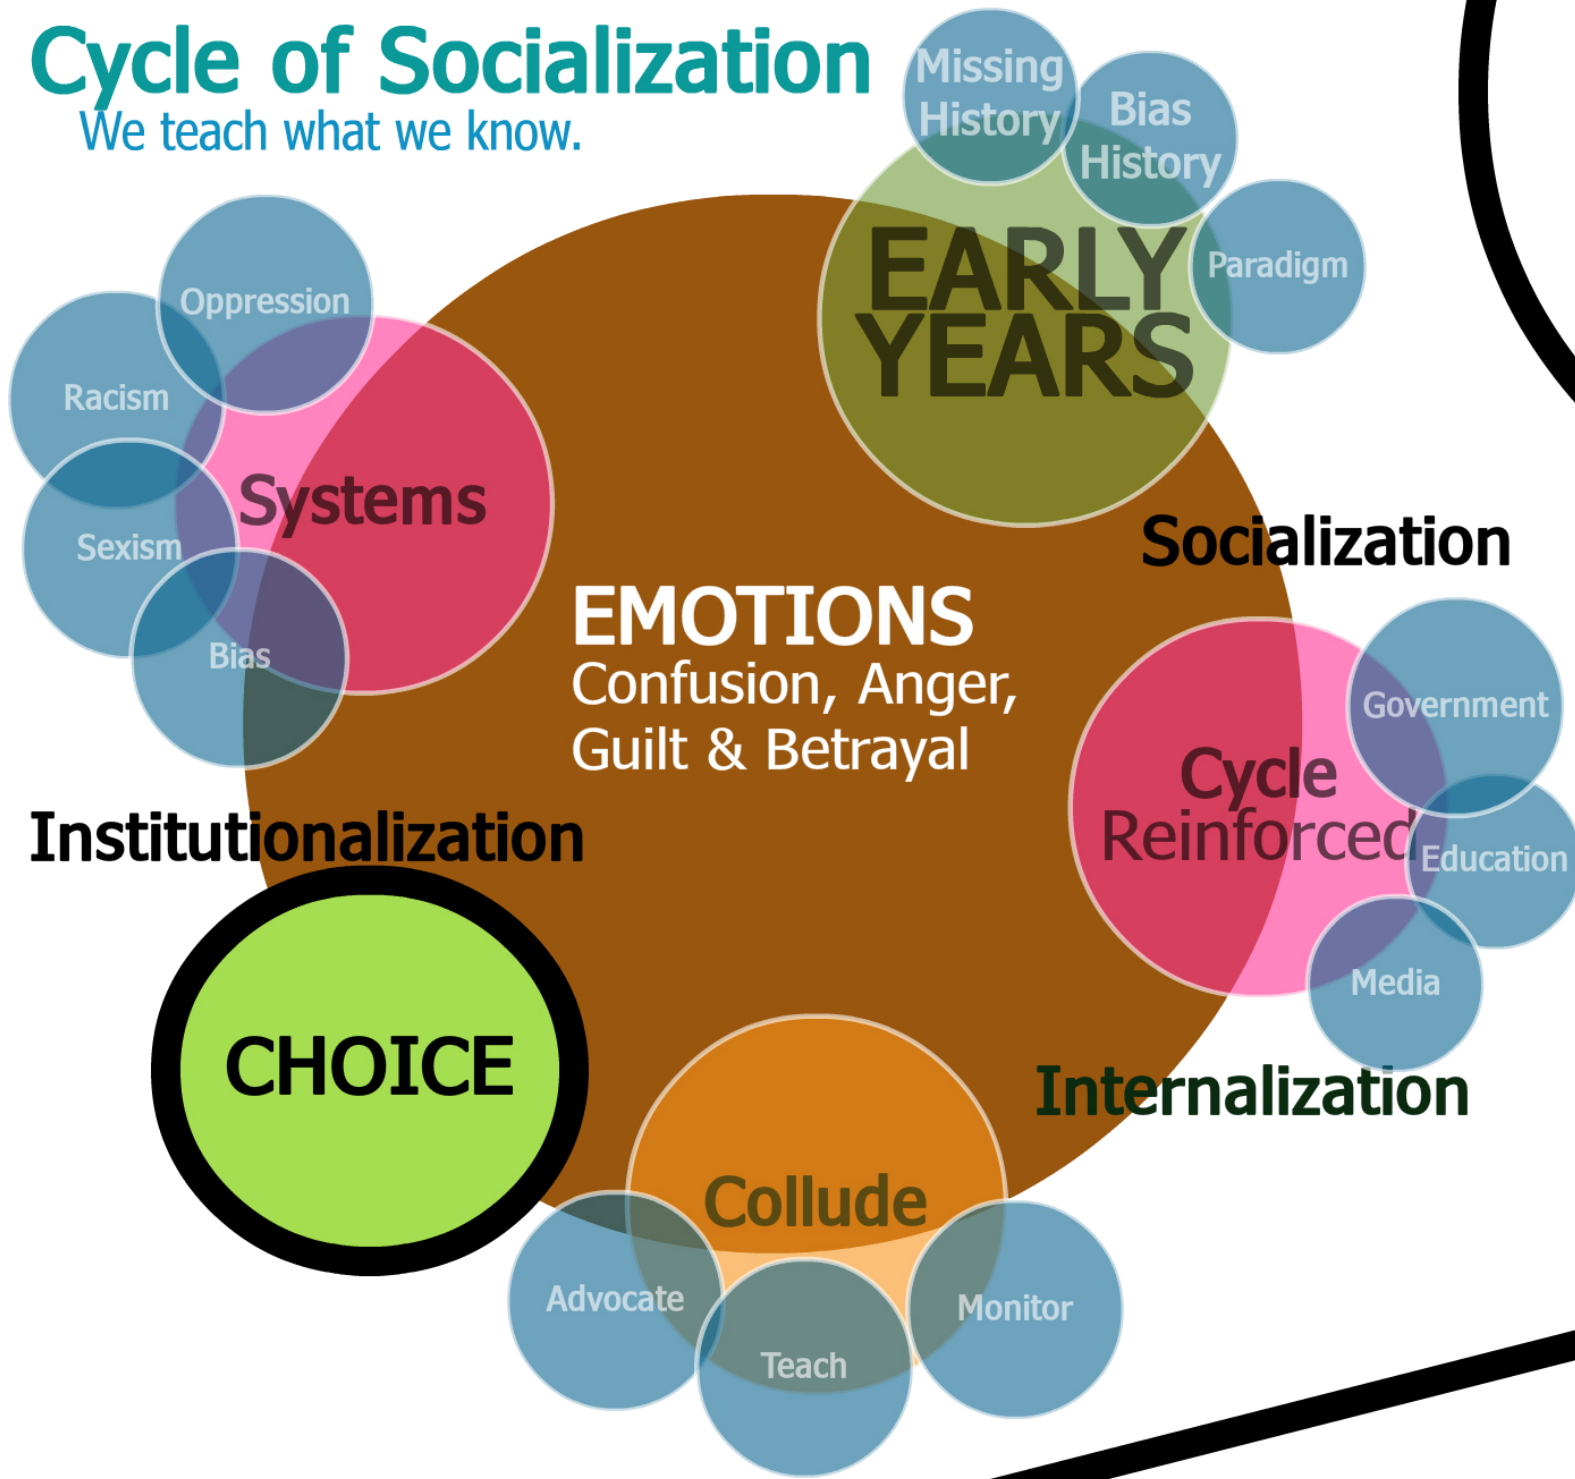 Cycle of Socialization
We teach what we know.
Missing
History
Bias
History
Paradigm
EARLY
YEARS
Socialization
Government
Cycle
Reinforced
Education
Media
Internalization
Collude
Monitor
Teach
Advocate
CHOICE
Institutionalization
Systems
Oppression
Racism
Sexism
Bias
EMOTIONS
Confusion, Anger,
Guilt & Betrayal